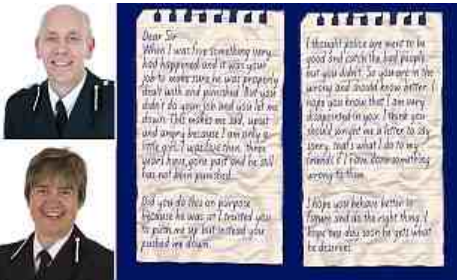 Dear Sir
When I was five something very
bad happened and it was your
job to make sure he was properly
dealt with and punished. But you
didn't do your job and you let me
down. This makes me sad, upset
and angry because I am only a
little girl. I was five then, three
years have gone past and he still
has not been punished.
Did you do this on purpose
because he was let I trusted you
to put me up but instead you
pushed me down.
I thought police are ment to be
good and catch the bad people
but you didn't. So you are in the
wrong and should know better. I
hope you know that I am very
disappointed in you. I think you
should write me a letter to say
sorry, that's what I do to my
friends if I have done something
wrong to them.
I hope you behave better in
future and do the right thing. I
hope one day soon he gets what
he deserves